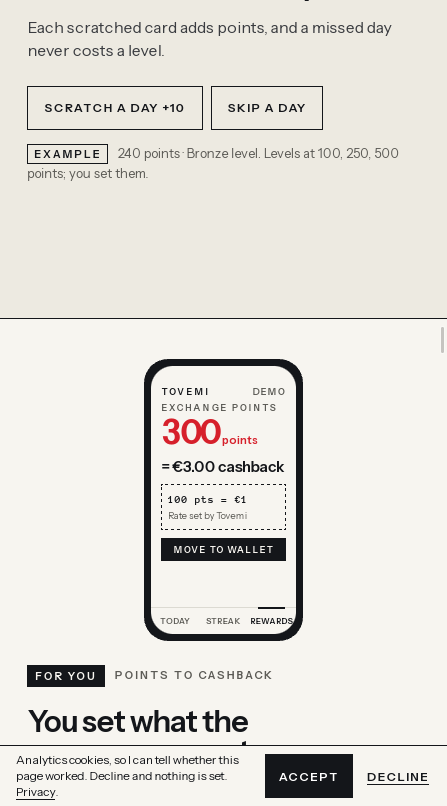 Each scratched card adds points, and a missed day
never costs a level.
SCRATCH A DAY +10
SKIP A DAY
EXAMPLE 240 points · Bronze level. Levels at 100, 250, 500
points; you set them.
TOVEMI DEMO
EXCHANGE POINTS
300 points
= €3.00 cashback
100 pts = €1
Rate set by Tovemi
MOVE TO WALLET
TODAY STREAK REWARDS
FOR YOU POINTS TO CASHBACK
You set what the
Analytics cookies, so I can tell whether this
page worked. Decline and nothing is set.
Privacy.
ACCEPT
DECLINE